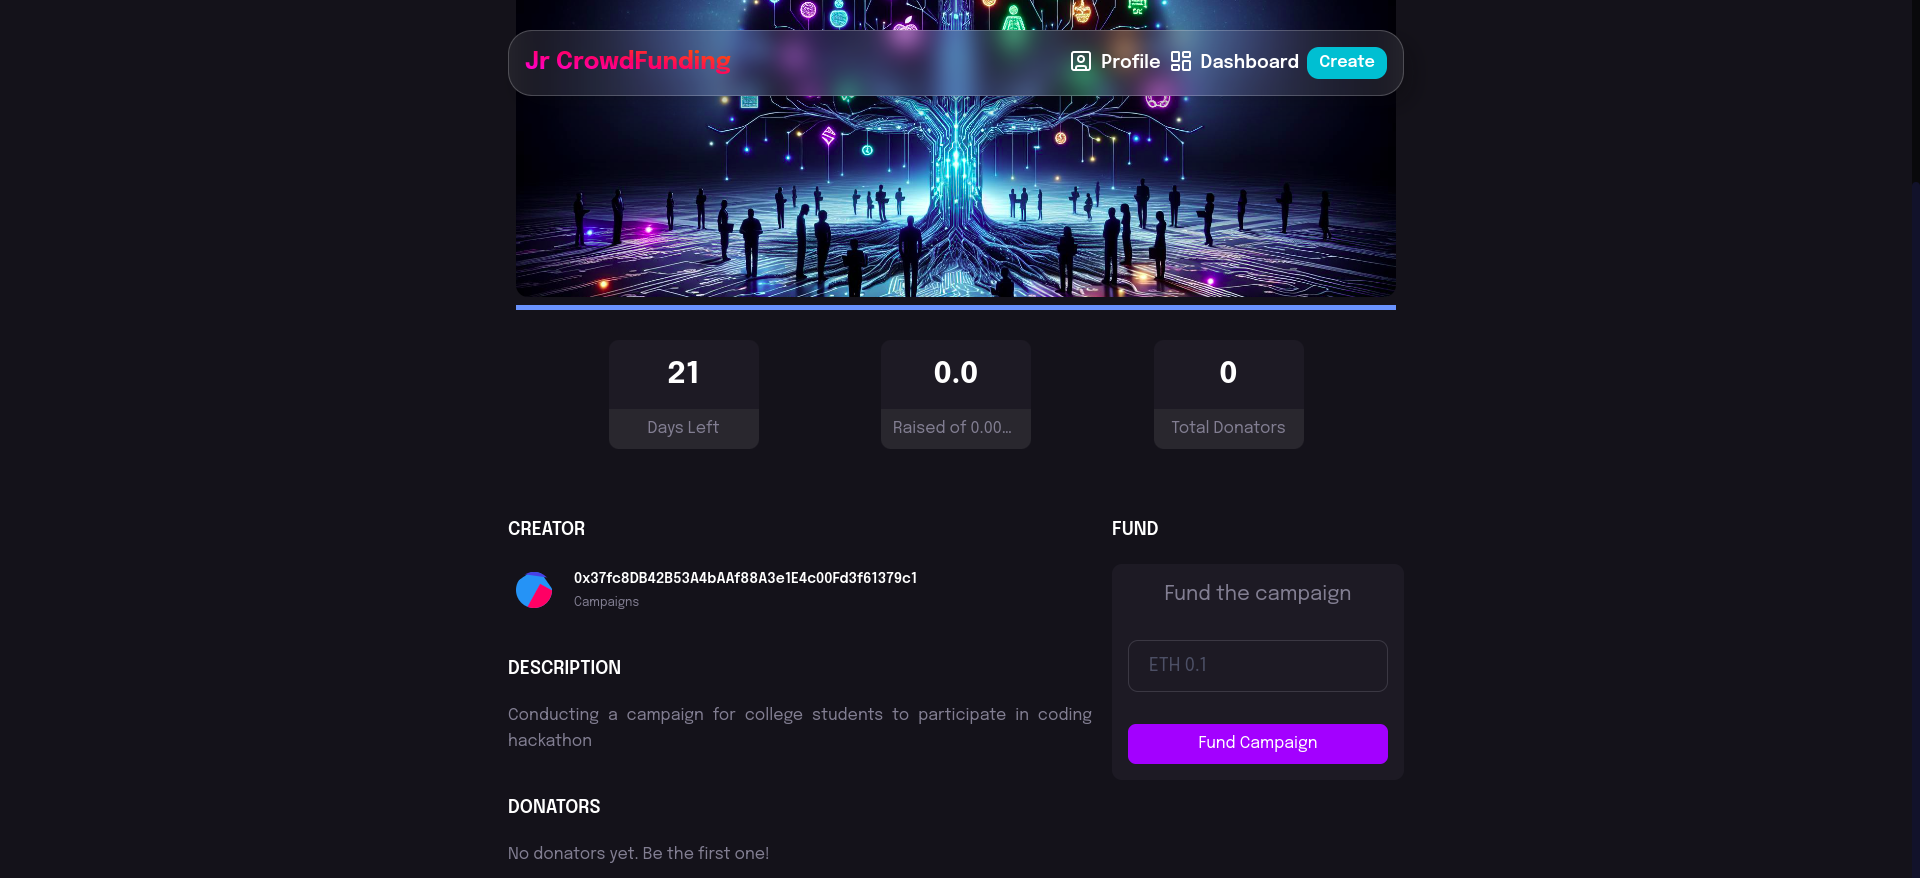 Jr CrowdFunding
Profile
Dashboard
Create
21
Days Left
0.0
Raised of 0.00...
0
Total Donators
CREATOR
0x37fc8DB42B53A4bAAf88A3e1E4c00Fd3f61379c1
Campaigns
DESCRIPTION
Conducting a campaign for college students to participate in coding
hackathon
DONATORS
No donators yet. Be the first one!
FUND
Fund the campaign
ETH 0.1
Fund Campaign